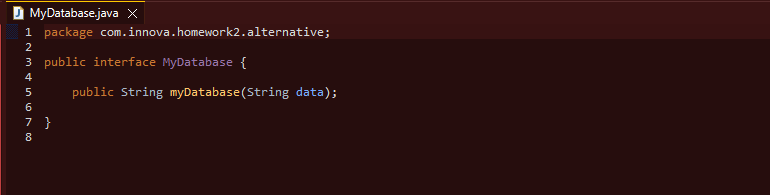 MyDatabase.java
1 package com.innova.homework2.alternative;
2
3 public interface MyDatabase {
4
5     public String myDatabase(String data);
6
7 }
8